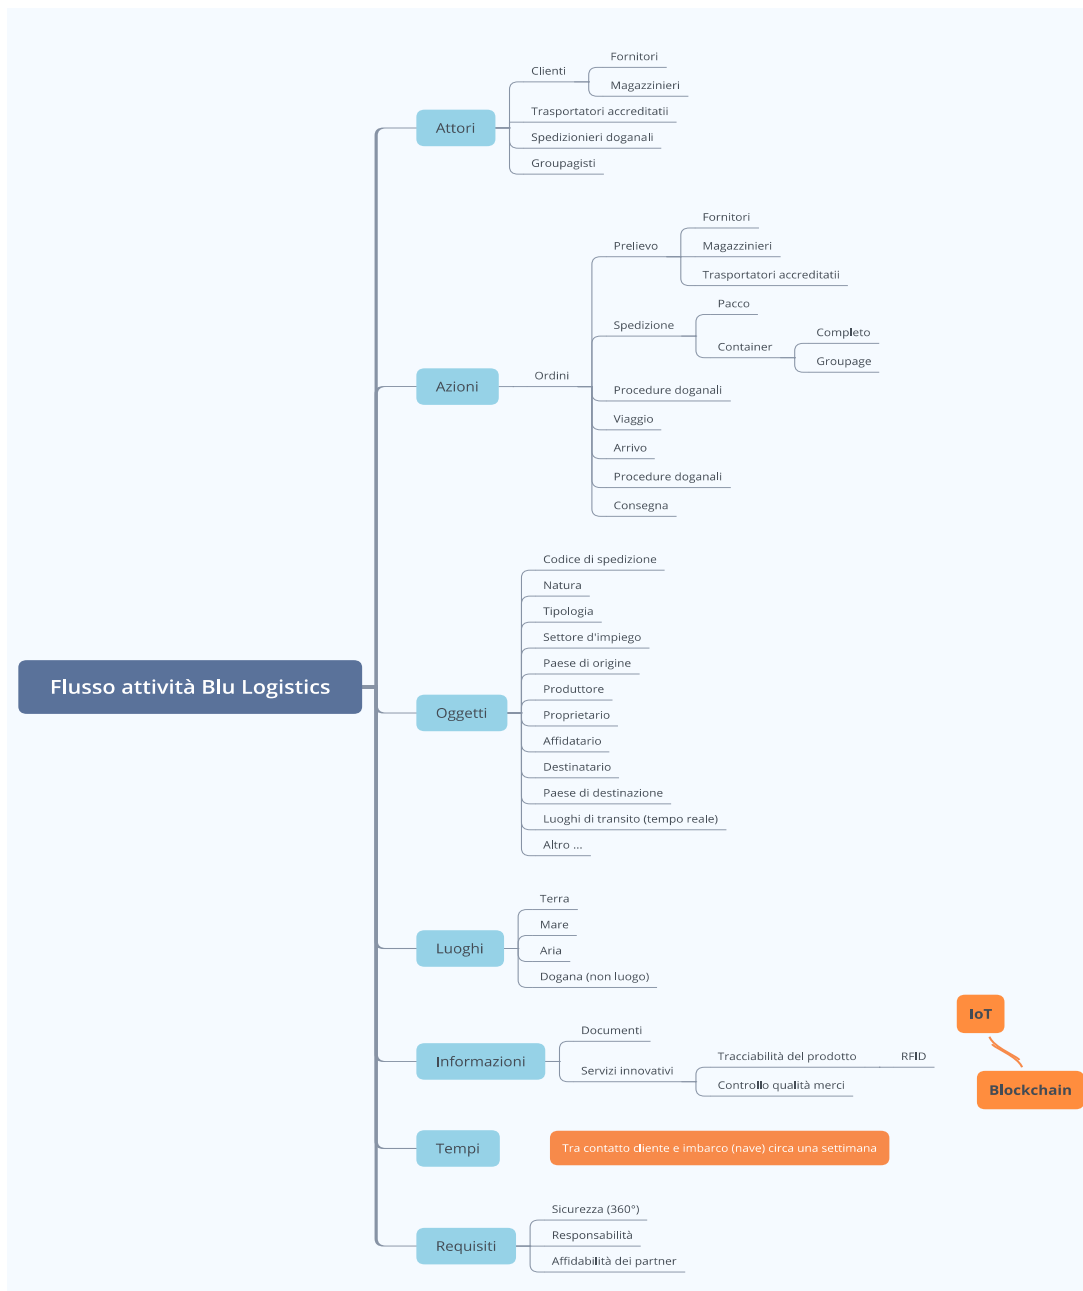 Flusso attività Blu Logistics
Attori
Clienti
Fornitori
Magazzinieri
Trasportatori accreditatii
Spedizionieri doganali
Groupagisti
Azioni
Ordini
Prelievo
Fornitori
Magazzinieri
Trasportatori accreditatii
Spedizione
Pacco
Container
Completo
Groupage
Procedure doganali
Viaggio
Arrivo
Procedure doganali
Consegna
Oggetti
Codice di spedizione
Natura
Tipologia
Settore d'impiego
Paese di origine
Produttore
Proprietario
Affidatario
Destinatario
Paese di destinazione
Luoghi di transito (tempo reale)
Altro ...
Luoghi
Terra
Mare
Aria
Dogana (non luogo)
Informazioni
Documenti
Servizi innovativi
Tracciabilità del prodotto
RFID
Controllo qualità merci
IoT
Blockchain
Tempi
Tra contatto cliente e imbarco (nave) circa una settimana
Requisiti
Sicurezza (360°)
Responsabilità
Affidabilità dei partner